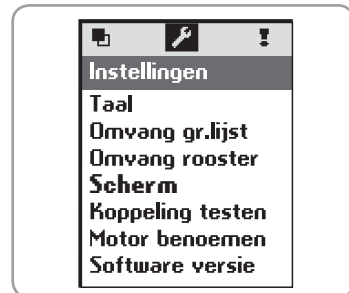 Instellingen
Taal
Omvang gr.lijst
Omvang rooster
Scherm
Koppeling testen
Motor benoemen
Software versie